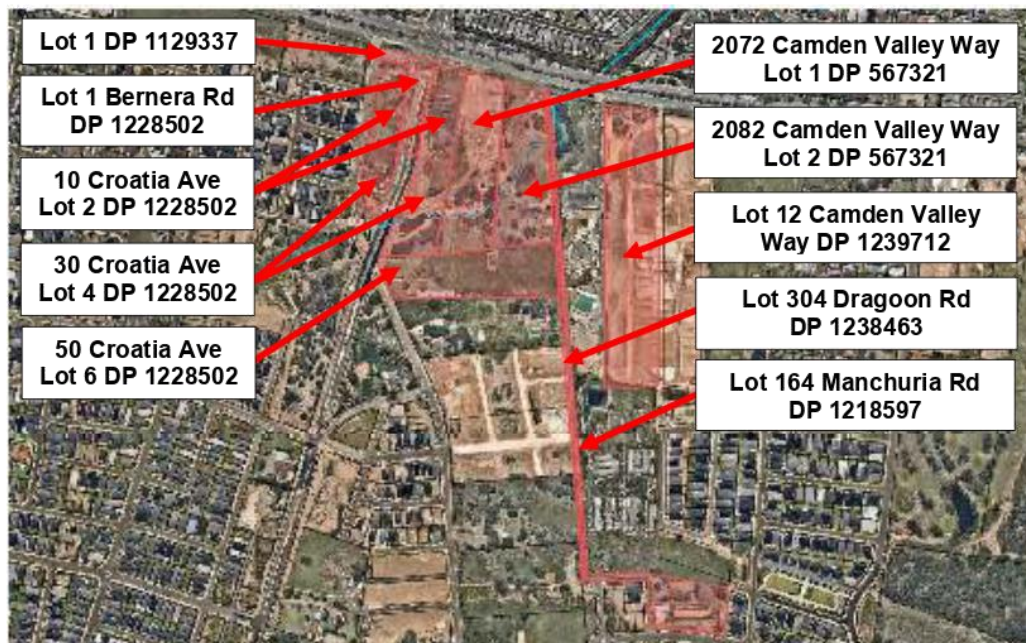 Lot 1 DP 1129337
Lot 1 Bernera Rd
DP 1228502
10 Croatia Ave
Lot 2 DP 1228502
30 Croatia Ave
Lot 4 DP 1228502
50 Croatia Ave
Lot 6 DP 1228502
2072 Camden Valley Way
Lot 1 DP 567321
2082 Camden Valley Way
Lot 2 DP 567321
Lot 12 Camden Valley
Way DP 1239712
Lot 304 Dragoon Rd
DP 1238463
Lot 164 Manchuria Rd
DP 1218597